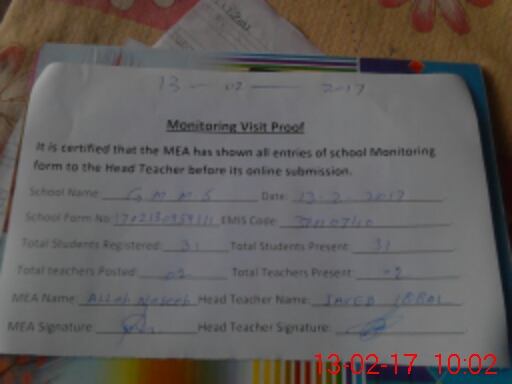 13 - 02 - 2017
Monitoring Visit Proof
It is certified that the MEA has shown all entries of school Monitoring
form to the Head Teacher before its online submission.
School Name: G M M S Date: 13-2-2017
School Form No: EMIS Code:
Total Students Registered: 31 Total Students Present: 31
Total teachers Posted: 02 Total Teachers Present: 2
MEA Name: Allah Head Teacher Name: JAVED IQBAL
MEA Signature: Head Teacher Signature:
13-02-17 10:02